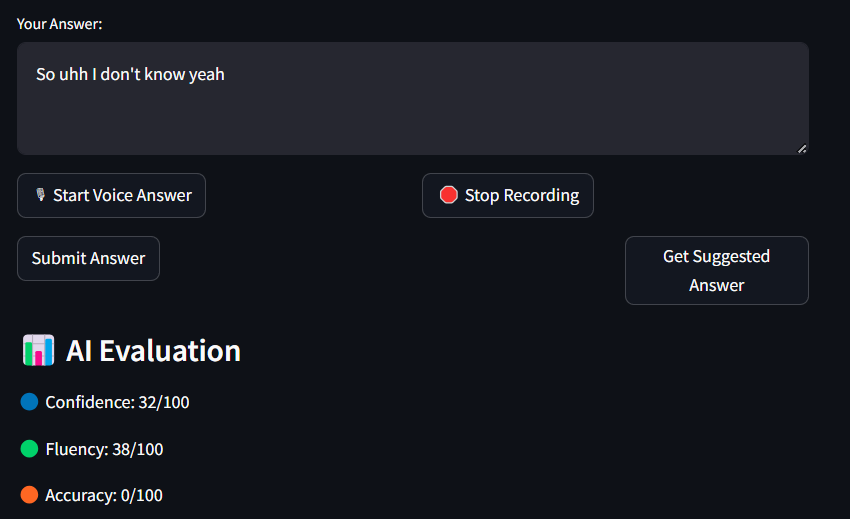 Your Answer:
So uhh I don't know yeah
Start Voice Answer
Stop Recording
Submit Answer
Get Suggested
Answer
AI Evaluation
Confidence: 32/100
Fluency: 38/100
Accuracy: 0/100